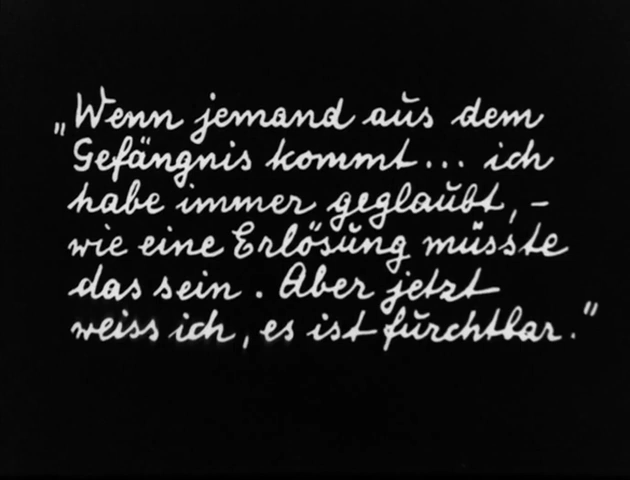 „Wenn jemand aus dem
Gefängnis kommt... ich
habe immer geglaubt, –
wie eine Erlösung müsste
das sein. Aber jetzt
weiss ich, es ist furchtbar."